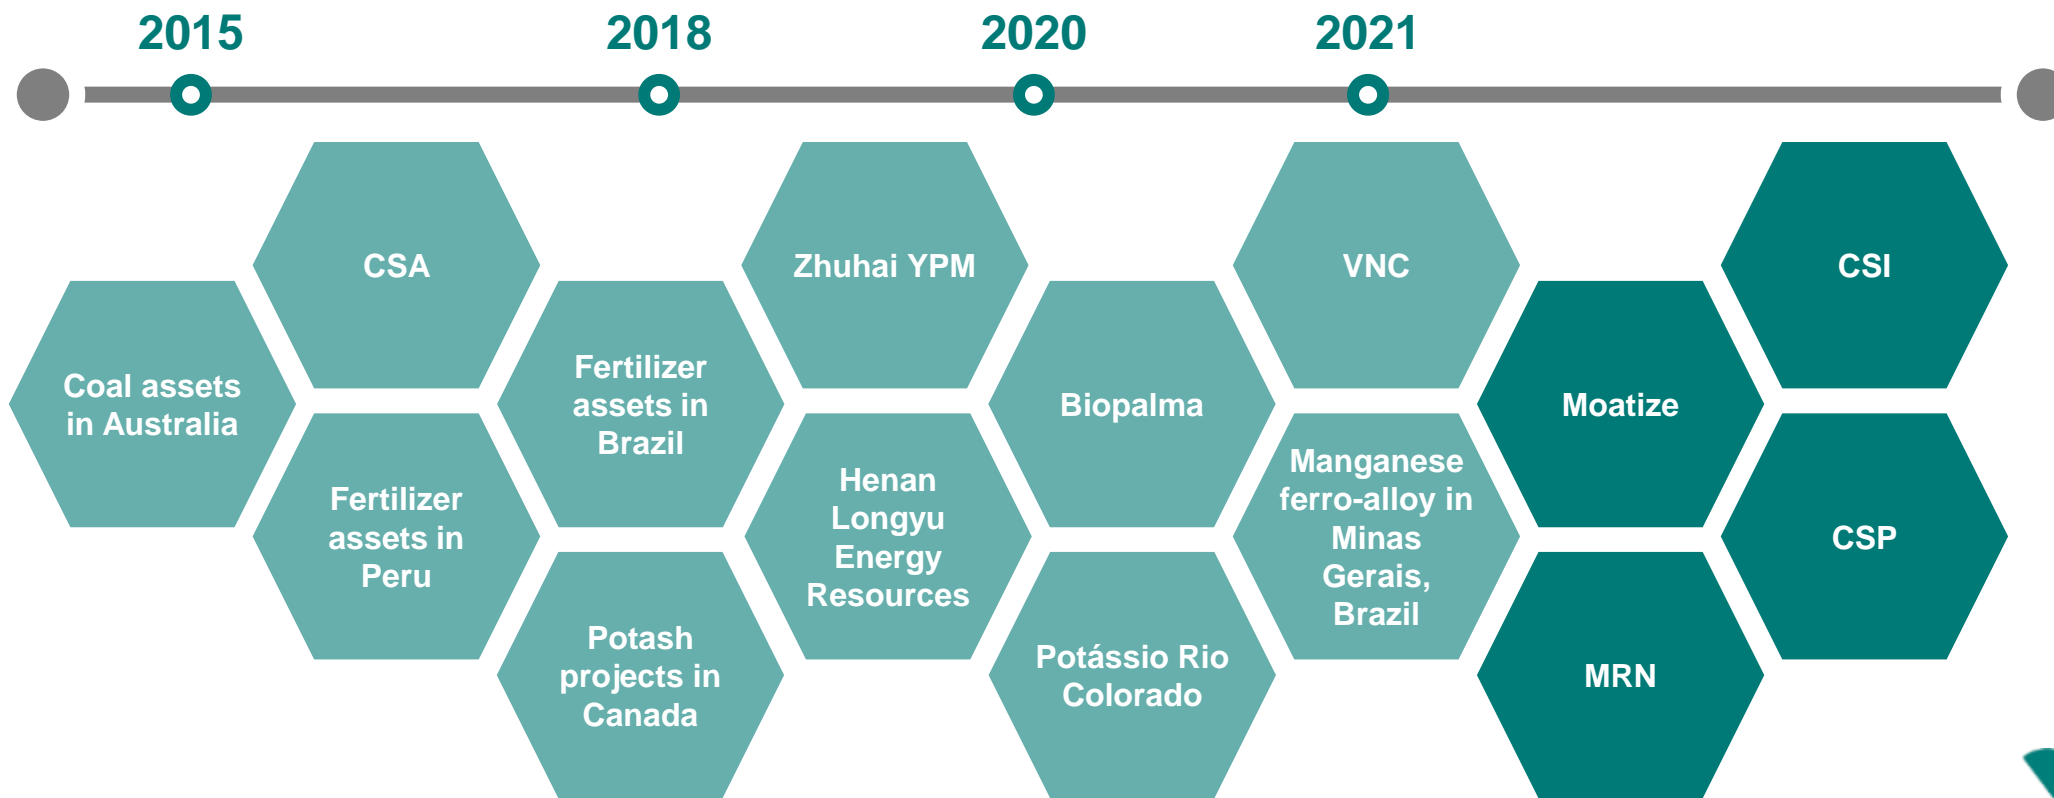 2015
2018
2020
2021
Coal assets
in Australia
CSA
Fertilizer
assets in
Peru
Fertilizer
assets in
Brazil
Potash
projects in
Canada
Zhuhai YPM
Henan
Longyu
Energy
Resources
Biopalma
Potássio Rio
Colorado
VNC
Manganese
ferro-alloy in
Minas
Gerais,
Brazil
Moatize
MRN
CSI
CSP